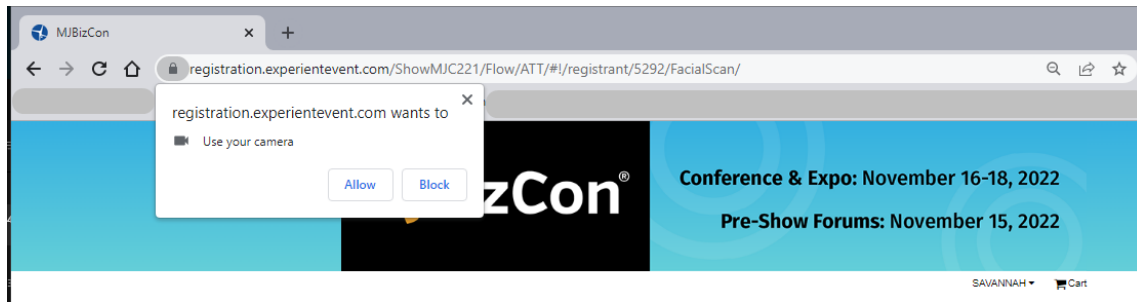 MJBizCon
registration.experientevent.com/ShowMJC221/Flow/ATT/#!/registrant/5292/FacialScan/
registration.experientevent.com wants to
Use your camera
Allow Block
zCon®
Conference & Expo: November 16-18, 2022
Pre-Show Forums: November 15, 2022
SAVANNAH Cart